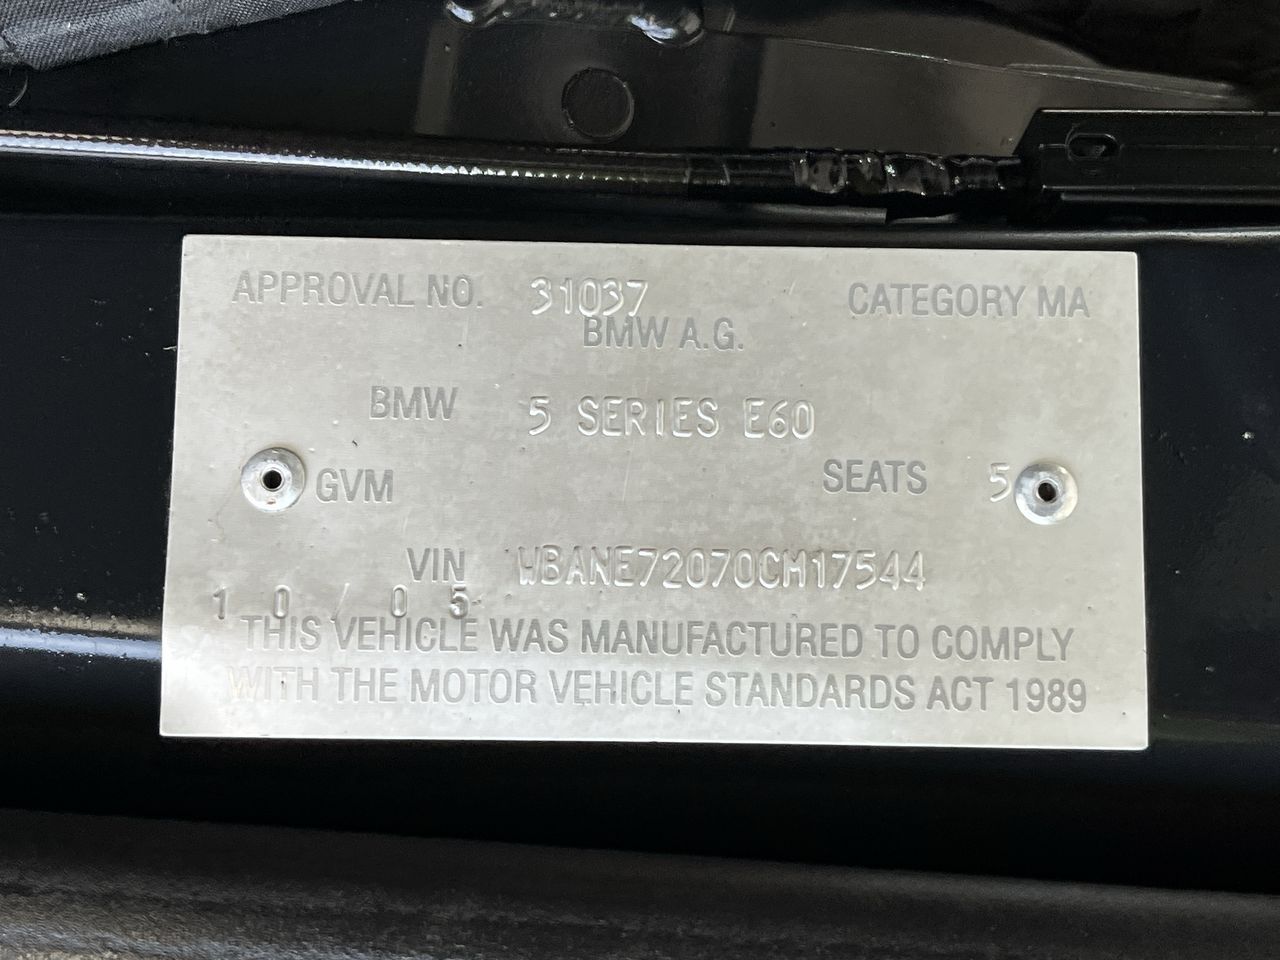 APPROVAL NO. 31037 CATEGORY MA
BMW A.G.
BMW 5 SERIES E60
GVM SEATS 5
VIN WBANE72070CM17544
10/05
THIS VEHICLE WAS MANUFACTURED TO COMPLY
WITH THE MOTOR VEHICLE STANDARDS ACT 1989